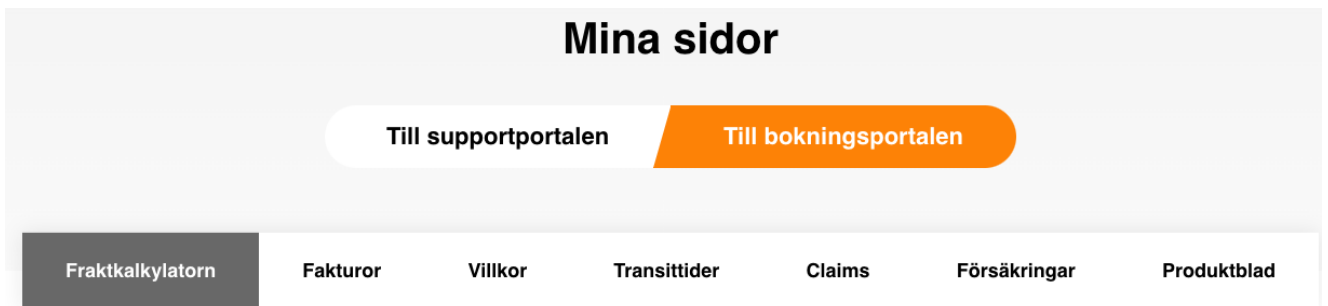 Mina sidor
Till supportportalen Till bokningsportalen
Fraktkalkylatorn Fakturor Villkor Transittider Claims Försäkringar Produktblad